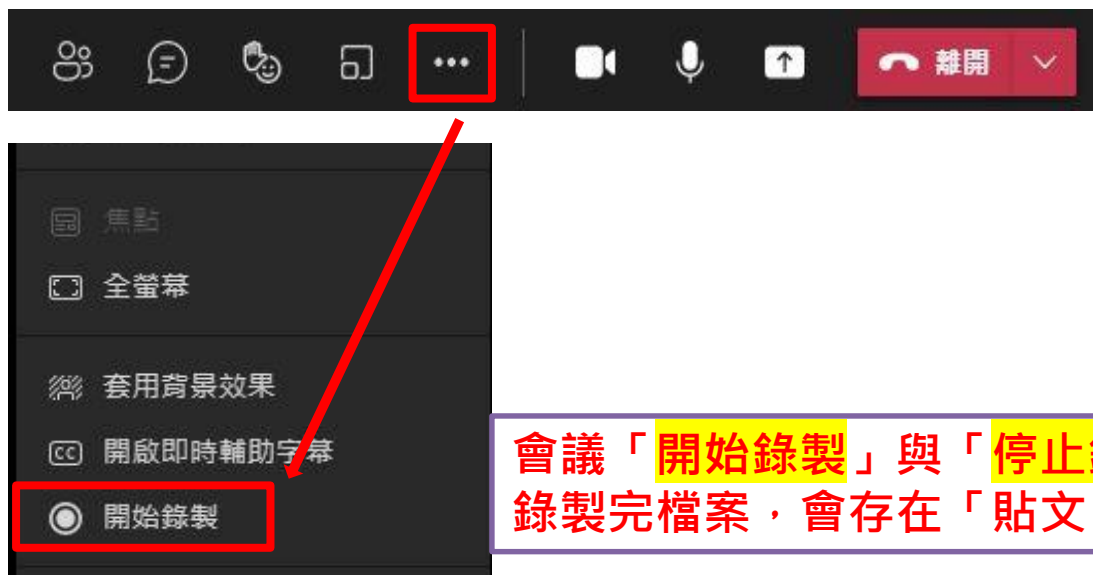 離開
焦點
全螢幕
套用背景效果
CC 開啟即時輔助字幕
開始錄製
會議「開始錄製」與「停止
錄製完檔案，會存在「貼文